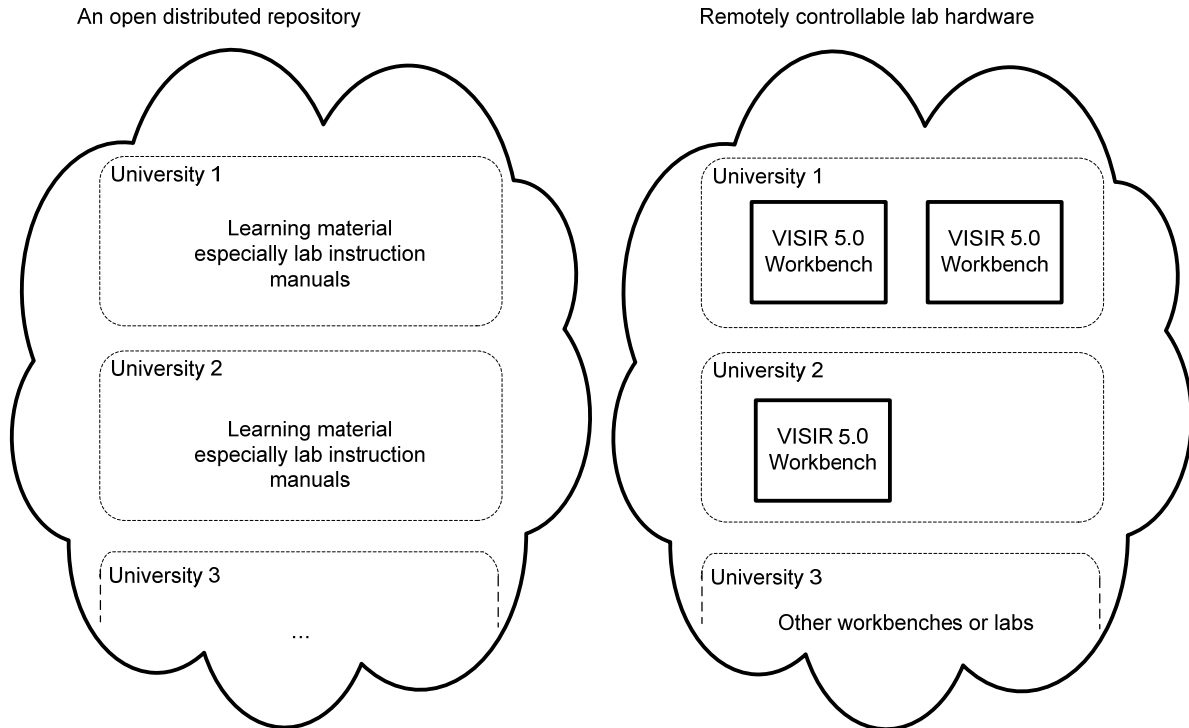 An open distributed repository
University 1
Learning material
especially lab instruction
manuals
University 2
Learning material
especially lab instruction
manuals
University 3
...
Remotely controllable lab hardware
University 1
VISIR 5.0
Workbench
VISIR 5.0
Workbench
University 2
VISIR 5.0
Workbench
University 3
Other workbenches or labs